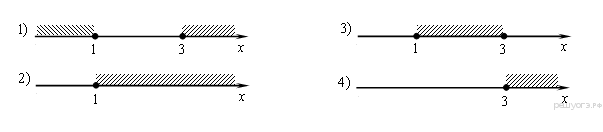 1)
1 3 x
2)
1 x
3)
1 3 x
4)
3 x
решуогэ.рф